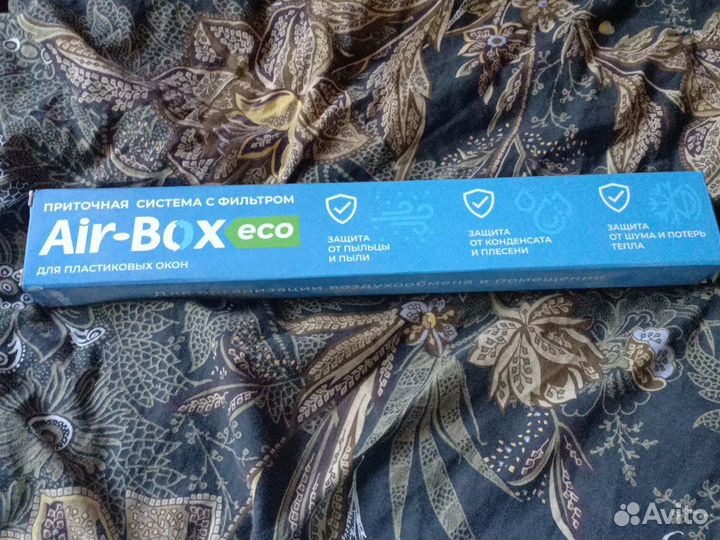 ПРИТОЧНАЯ СИСТЕМА С ФИЛЬТРОМ
Air-Box eco
ДЛЯ ПЛАСТИКОВЫХ ОКОН
ЗАЩИТА
ОТ ПЫЛЬЦЫ
И ПЫЛИ
ЗАЩИТА
ОТ КОНДЕНСАТА
И ПЛЕСЕНИ
ЗАЩИТА
ОТ ШУМА И ПОТЕРЬ
ТЕПЛА
воздухообмена в помещении
Avito